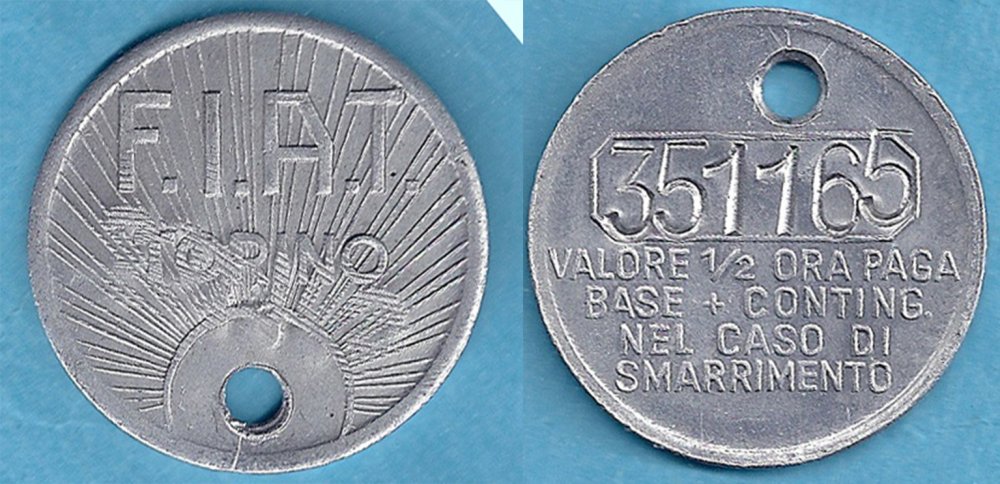 F.I.A.T.
TORINO
351165
VALORE 1/2 ORA PAGA
BASE + CONTING.
NEL CASO DI
SMARRIMENTO